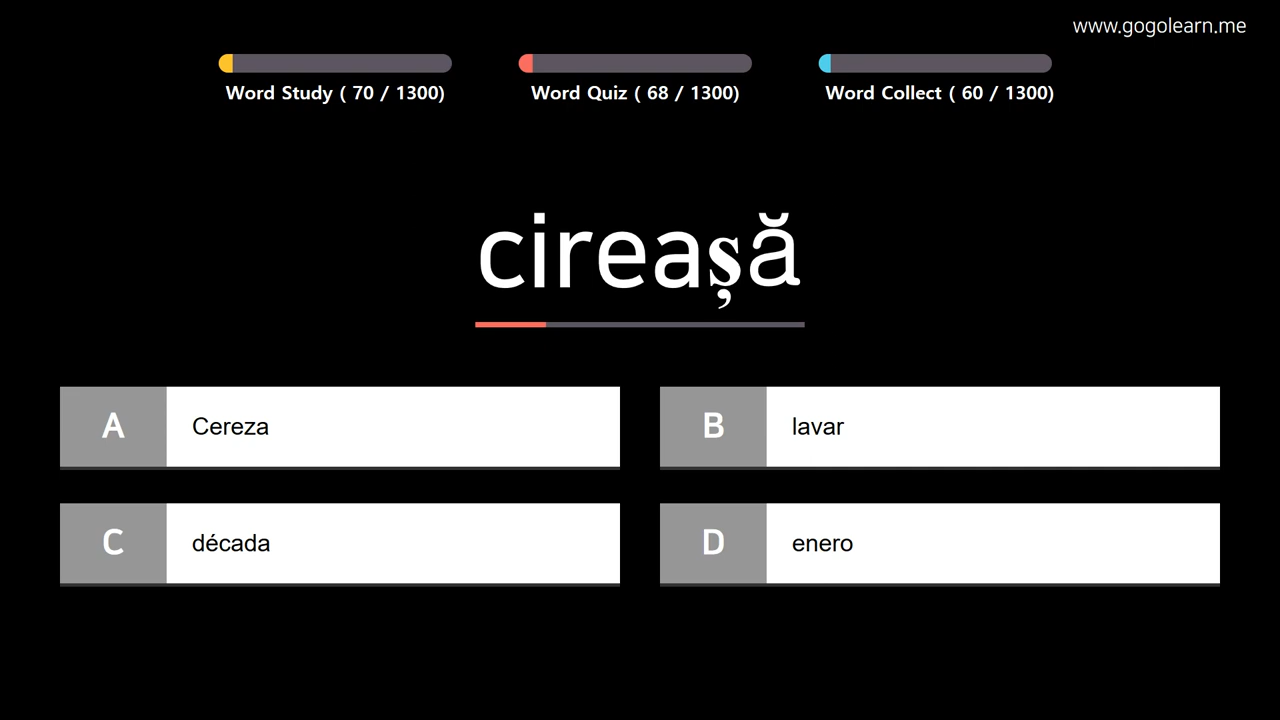 www.gogolearn.me
Word Study ( 70 / 1300)
Word Quiz ( 68 / 1300)
Word Collect ( 60 / 1300)
cireașă
A Cereza
B lavar
C década
D enero